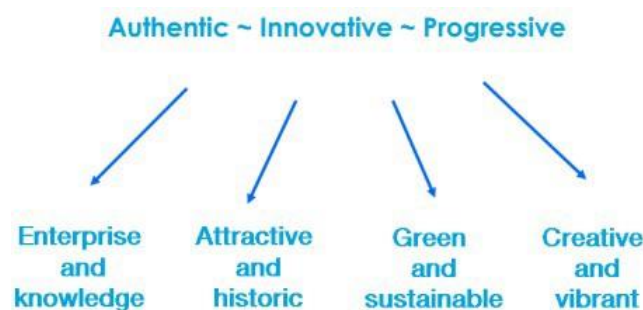 Authentic ~ Innovative ~ Progressive
Enterprise
and
knowledge
Attractive
and
historic
Green
and
sustainable
Creative
and
vibrant